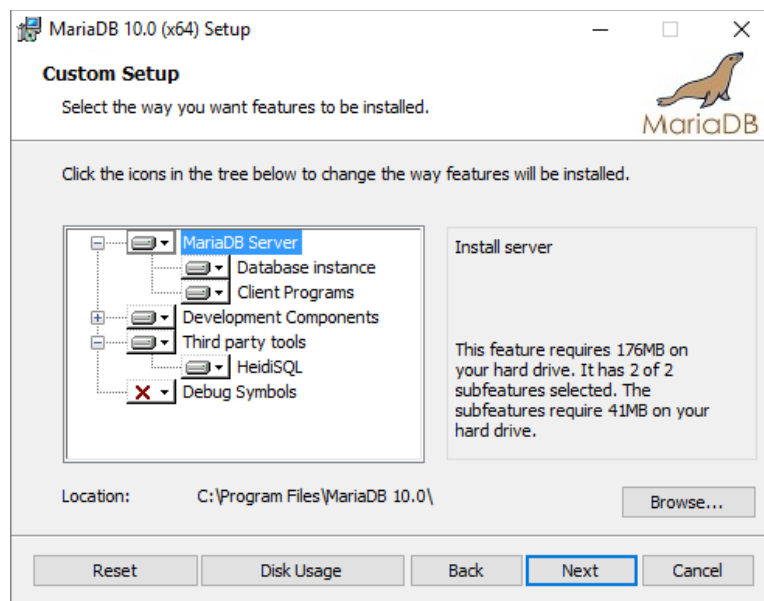 MariaDB 10.0 (x64) Setup
Custom Setup
Select the way you want features to be installed.
MariaDB
Click the icons in the tree below to change the way features will be installed.
MariaDB Server
Database instance
Client Programs
Development Components
Third party tools
HeidiSQL
Debug Symbols
Install server
This feature requires 176MB on
your hard drive. It has 2 of 2
subfeatures selected. The
subfeatures require 41MB on your
hard drive.
Location: C:\Program Files\MariaDB 10.0\
Browse...
Reset Disk Usage Back Next Cancel